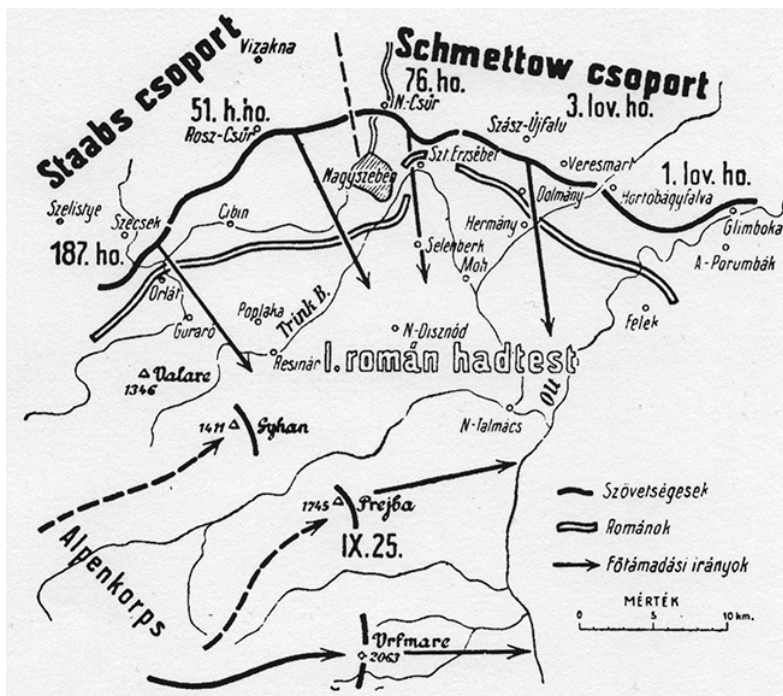 Staabs csoport
Vizakna
Schmettow csoport
51. h.ho.
Rosz-Csűr
76. ho.
N-Csűr
3. lov. ho.
Szász-Újfalu
Szt. Erzsébet
Veresmart
1. lov. ho.
Nagyszeben
Dolmány
Hortobágyfalva
Szelistye
Szecsek
Cibin
Hermány
Glimboka
187. ho.
Selenberk
A-Porumbák
Orlát
Moh
Guraró
Poplaka
Trink B.
N-Disznód
Felek
Resinár
I. román hadtest
Valare
1346
Olt
1411
Gyhan
N-Talmács
1745
Prejba
IX. 25.
Alpenkorps
Vrfmare
2063
Szövetségesek
Románok
Főtámadási irányok
MÉRTÉK
0 5 10 km.